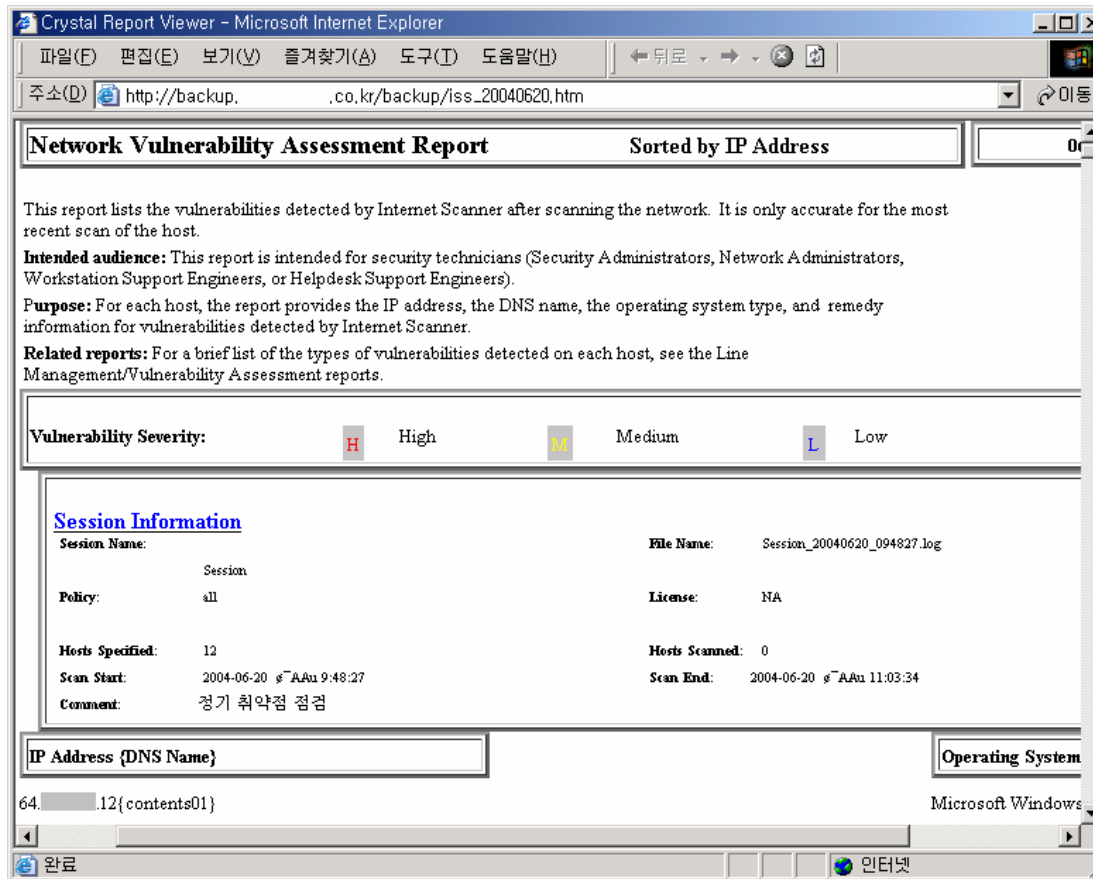 Crystal Report Viewer - Microsoft Internet Explorer
파일(F) 편집(E) 보기(V) 즐겨찾기(A) 도구(T) 도움말(H) 뒤로
주소(D) http://backup. .co.kr/backup/iss_20040620.htm 이동
Network Vulnerability Assessment Report Sorted by IP Address
This report lists the vulnerabilities detected by Internet Scanner after scanning the network. It is only accurate for the most
recent scan of the host.
Intended audience: This report is intended for security technicians (Security Administrators, Network Administrators,
Workstation Support Engineers, or Helpdesk Support Engineers).
Purpose: For each host, the report provides the IP address, the DNS name, the operating system type, and remedy
information for vulnerabilities detected by Internet Scanner.
Related reports: For a brief list of the types of vulnerabilities detected on each host, see the Line
Management/Vulnerability Assessment reports.
Vulnerability Severity: H High M Medium L Low
Session Information
Session Name: File Name: Session_20040620_094827.log
Session
Policy: all License: NA
Hosts Specified: 12 Hosts Scanned: 0
Scan Start: 2004-06-20 ¿ÀAu 9:48:27 Scan End: 2004-06-20 ¿ÀAu 11:03:34
Comment: 정기 취약점 점검
IP Address {DNS Name} Operating System
64. .12{contents01} Microsoft Windows
완료 인터넷